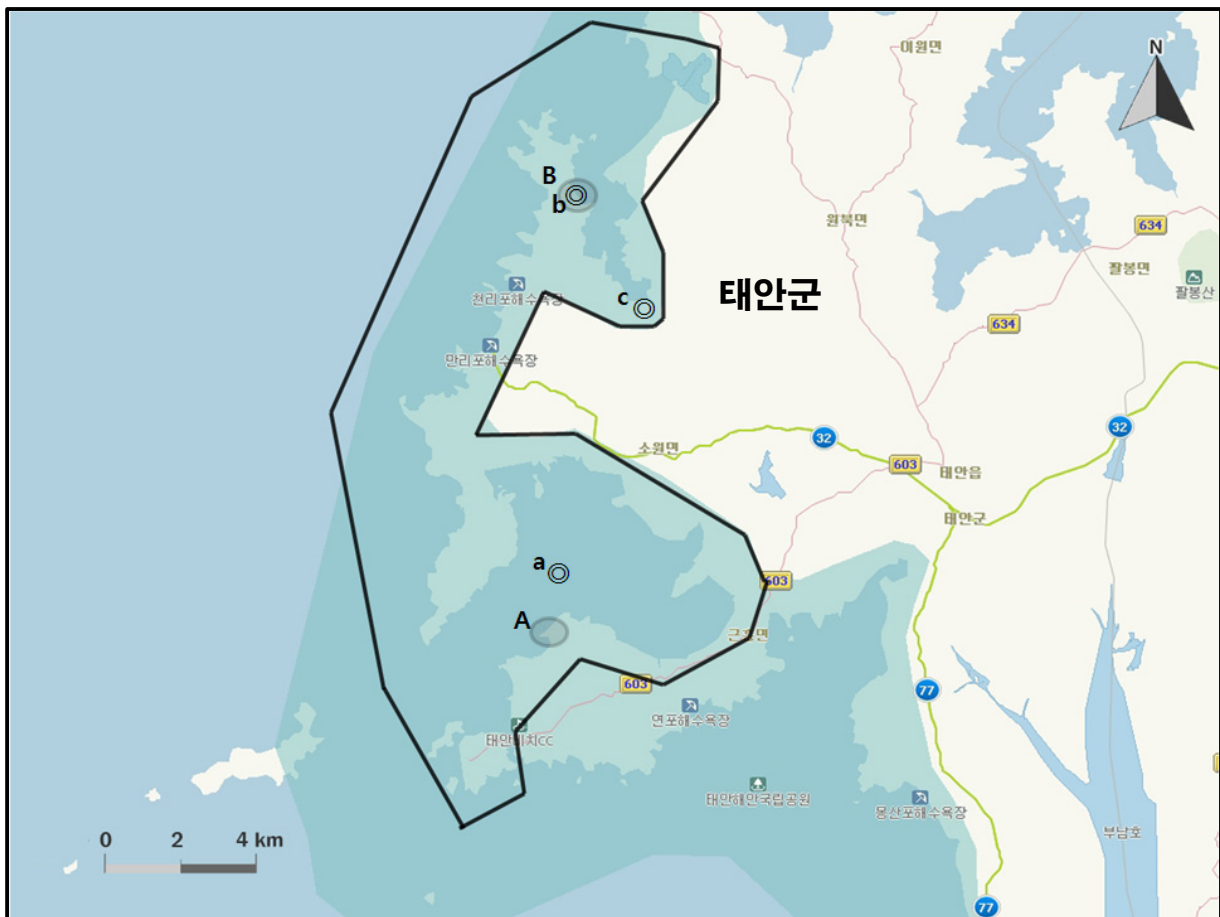 이원면
N
B
b
원북면
634
팔봉면
팔봉산
천리포해수욕장
c
태안군
634
만리포해수욕장
32
소원면
32
603
태안읍
태안군
a
603
A
근흥면
603
77
연포해수욕장
태안비치CC
태안해안국립공원
몽산포해수욕장
부남호
0 2 4 km
77